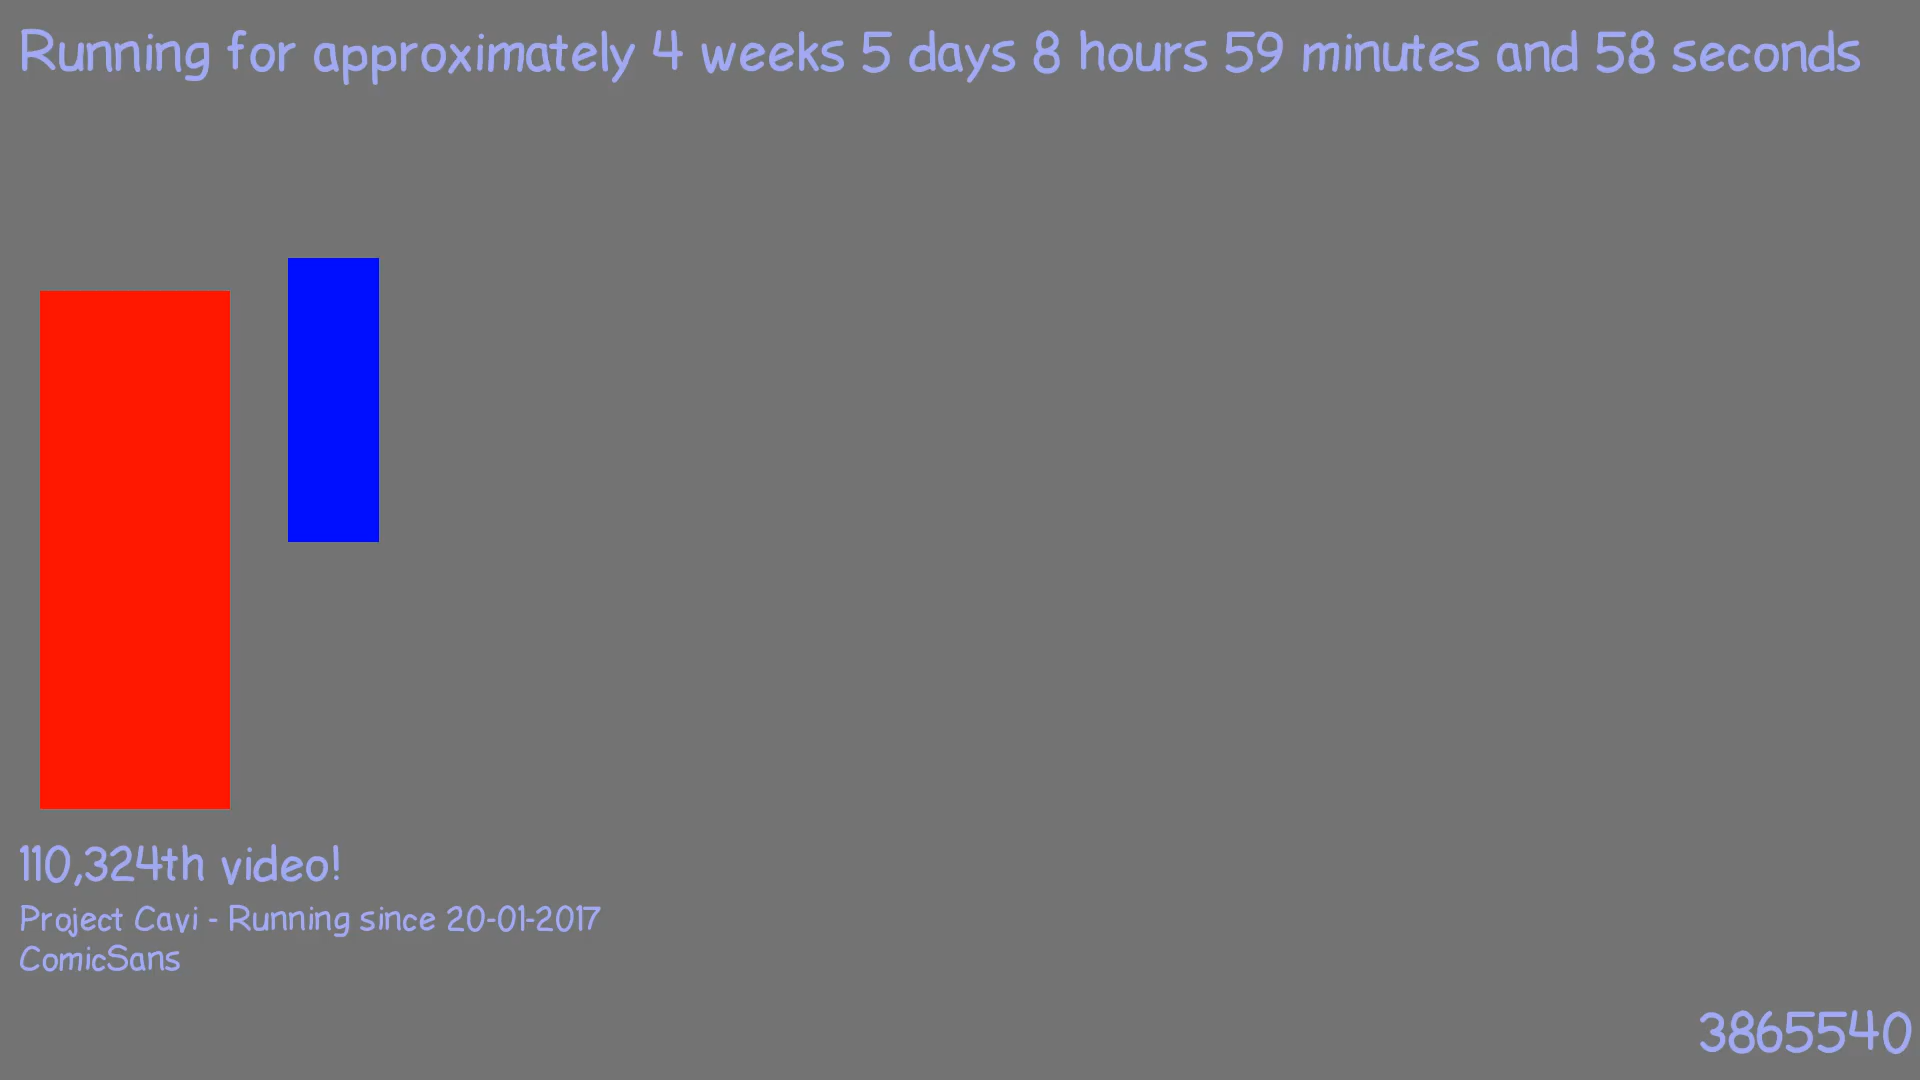 Running for approximately 4 weeks 5 days 8 hours 59 minutes and 58 seconds
110,324th video!
Project Cavi - Running since 20-01-2017
ComicSans
3865540